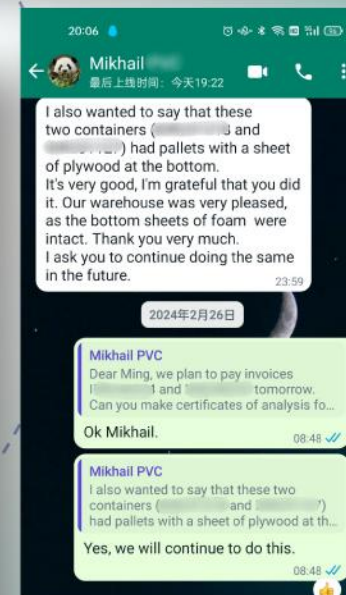 20:06
Mikhail
最后上线时间：今天19:22
I also wanted to say that these
two containers ( and
) had pallets with a sheet
of plywood at the bottom.
It's very good, I'm grateful that you did
it. Our warehouse was very pleased,
as the bottom sheets of foam were
intact. Thank you very much.
I ask you to continue doing the same
in the future.
23:59
2024年2月26日
Mikhail PVC
Dear Ming, we plan to pay invoices
and tomorrow.
Can you make certificates of analysis fo...
Ok Mikhail.
08:48
Mikhail PVC
I also wanted to say that these two
containers ( and )
had pallets with a sheet of plywood at th...
Yes, we will continue to do this.
08:48